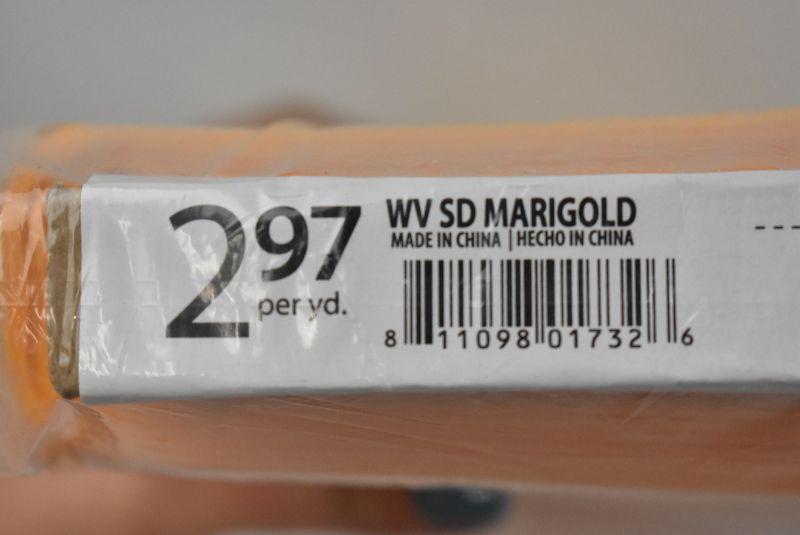 2 97
per yd.
WV SD MARIGOLD
MADE IN CHINA | HECHO IN CHINA
8 11098 01732 6